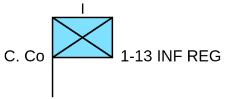 I
C. Co
1-13 INF REG